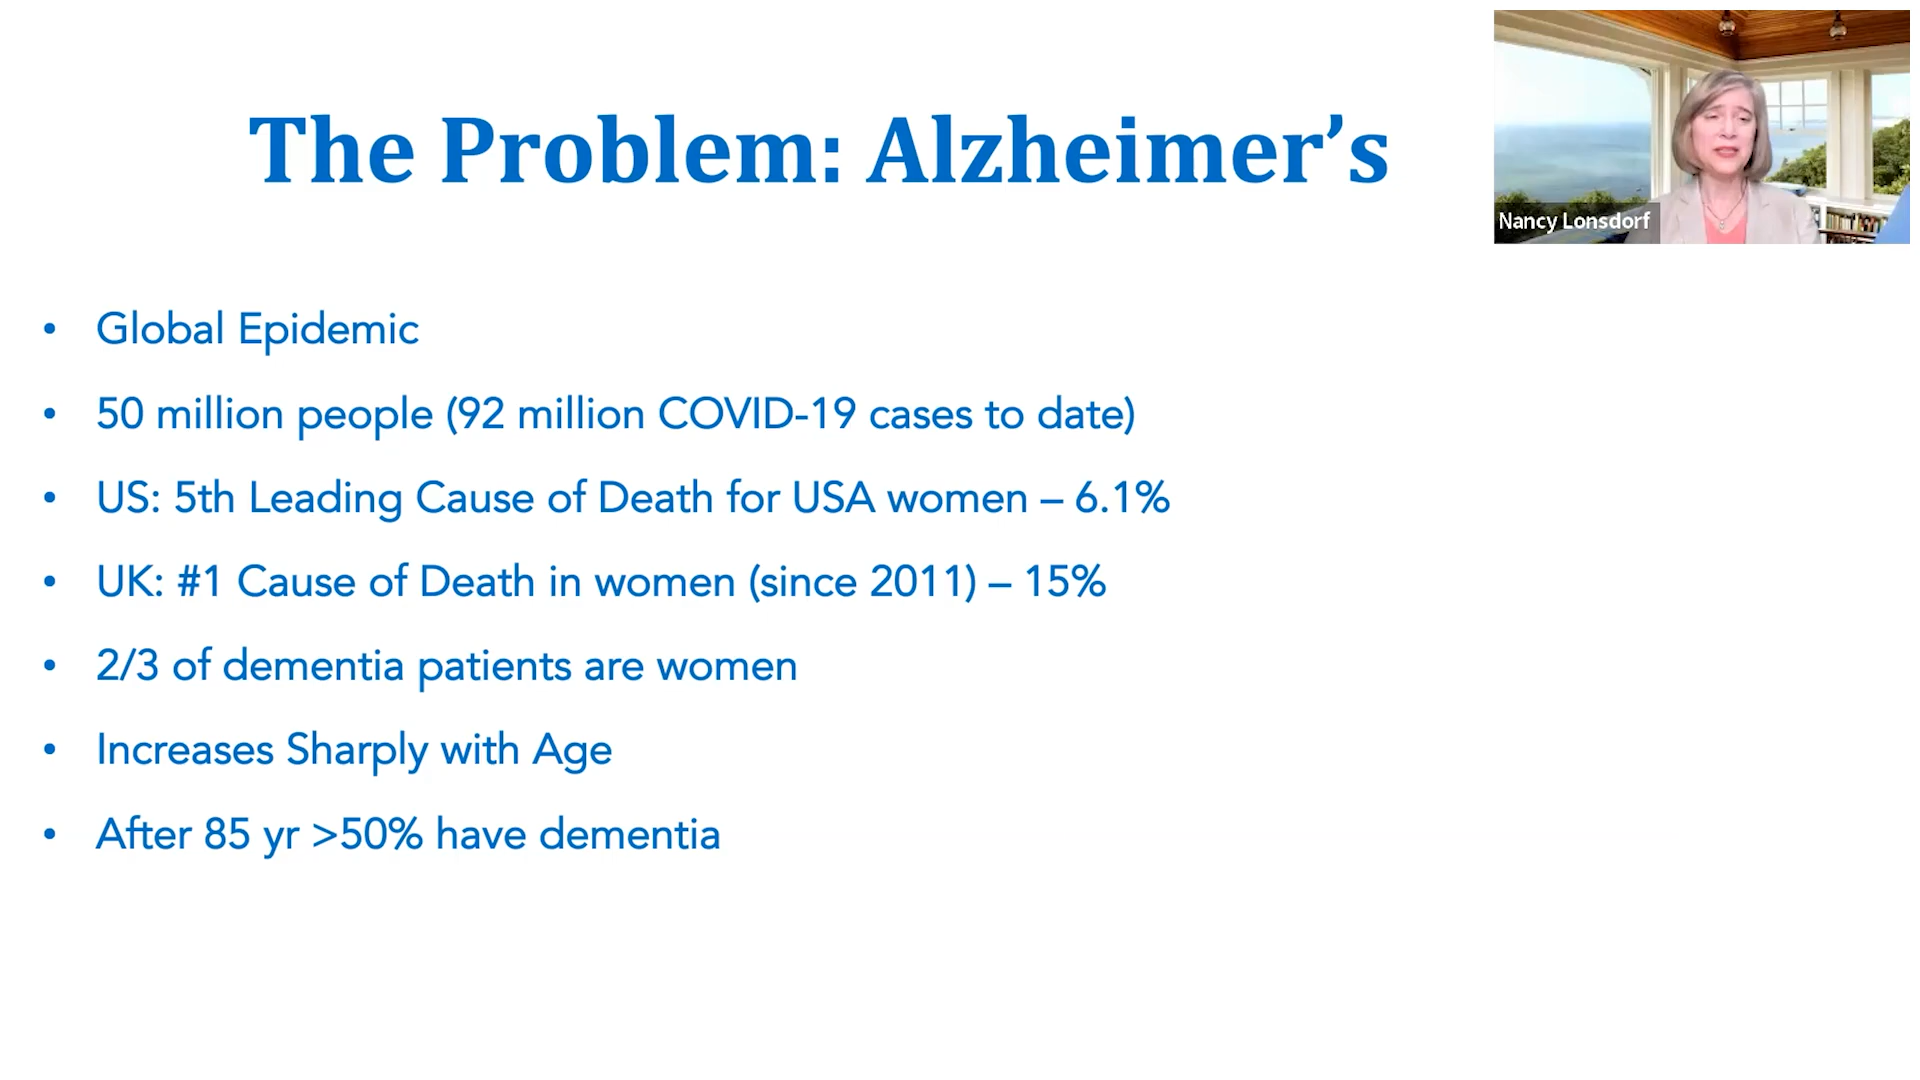 The Problem: Alzheimer’s
Nancy Lonsdorf
• Global Epidemic
• 50 million people (92 million COVID-19 cases to date)
• US: 5th Leading Cause of Death for USA women – 6.1%
• UK: #1 Cause of Death in women (since 2011) – 15%
• 2/3 of dementia patients are women
• Increases Sharply with Age
• After 85 yr >50% have dementia